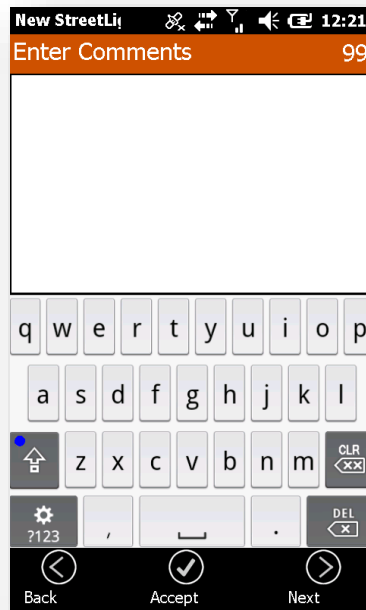 New StreetLi 12:21
Enter Comments 99
q w e r t y u i o p
a s d f g h j k l
z x c v b n m CLR
?123 , . DEL
Back Accept Next